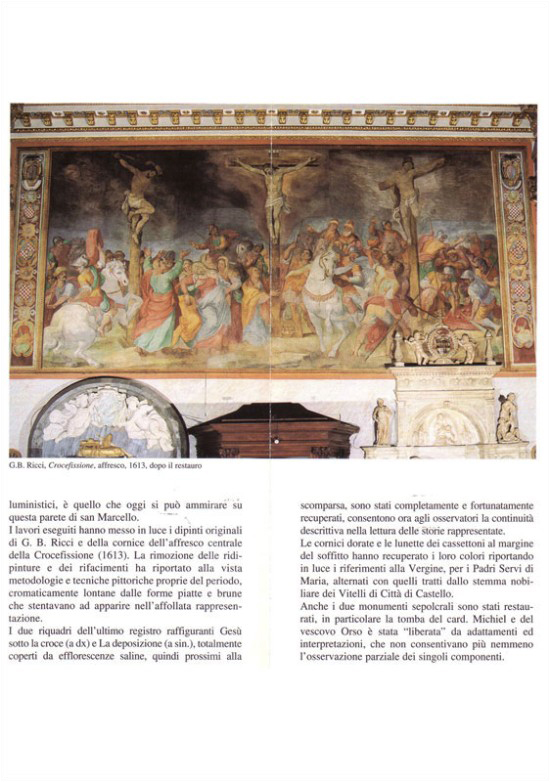 G.B. Ricci, Crocefissione, affresco, 1613, dopo il restauro
luministici, è quello che oggi si può ammirare su
questa parete di san Marcello.
I lavori eseguiti hanno messo in luce i dipinti originali
di G. B. Ricci e della cornice dell'affresco centrale
della Crocefissione (1613). La rimozione delle ridi-
pinture e dei rifacimenti ha riportato alla vista
metodologie e tecniche pittoriche proprie del periodo,
cromaticamente lontane dalle forme piatte e brune
che stentavano ad apparire nell'affollata rappresen-
tazione.
I due riquadri dell'ultimo registro raffiguranti Gesù
sotto la croce (a dx) e La deposizione (a sin.), totalmente
coperti da efflorescenze saline, quindi prossimi alla
scomparsa, sono stati completamente e fortunatamente
recuperati, consentono ora agli osservatori la continuità
descrittiva nella lettura delle storie rappresentate.
Le cornici dorate e le lunette dei cassettoni al margine
del soffitto hanno recuperato i loro colori riportando
in luce i riferimenti alla Vergine, per i Padri Servi di
Maria, alternati con quelli tratti dallo stemma nobi-
liare dei Vitelli di Città di Castello.
Anche i due monumenti sepolcrali sono stati restau-
rati, in particolare la tomba del card. Michiel e del
vescovo Orso è stata "liberata" da adattamenti ed
interpretazioni, che non consentivano più nemmeno
l'osservazione parziale dei singoli componenti.